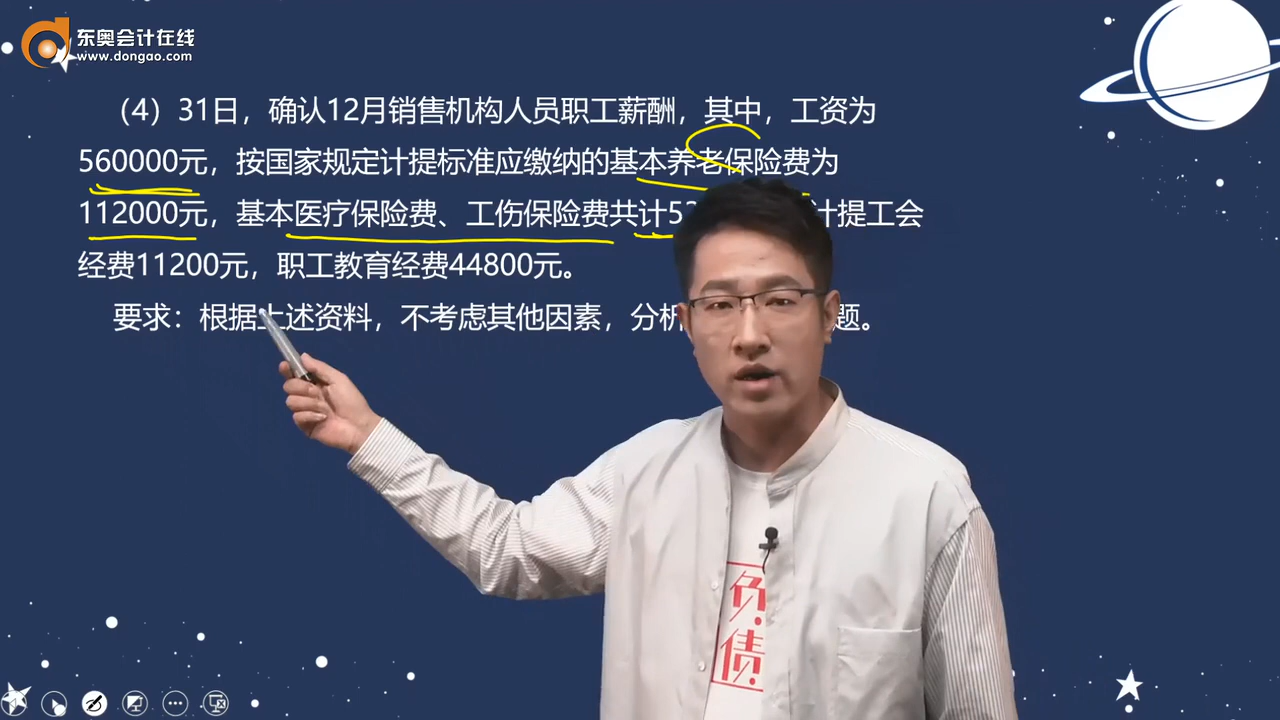 东奥会计在线
www.dongao.com
（4）31日，确认12月销售机构人员职工薪酬，其中，工资为
560000元，按国家规定计提标准应缴纳的基本养老保险费为
112000元，基本医疗保险费、工伤保险费共计5 计提工会
经费11200元，职工教育经费44800元。
要求：根据上述资料，不考虑其他因素，分析 题。
负
债